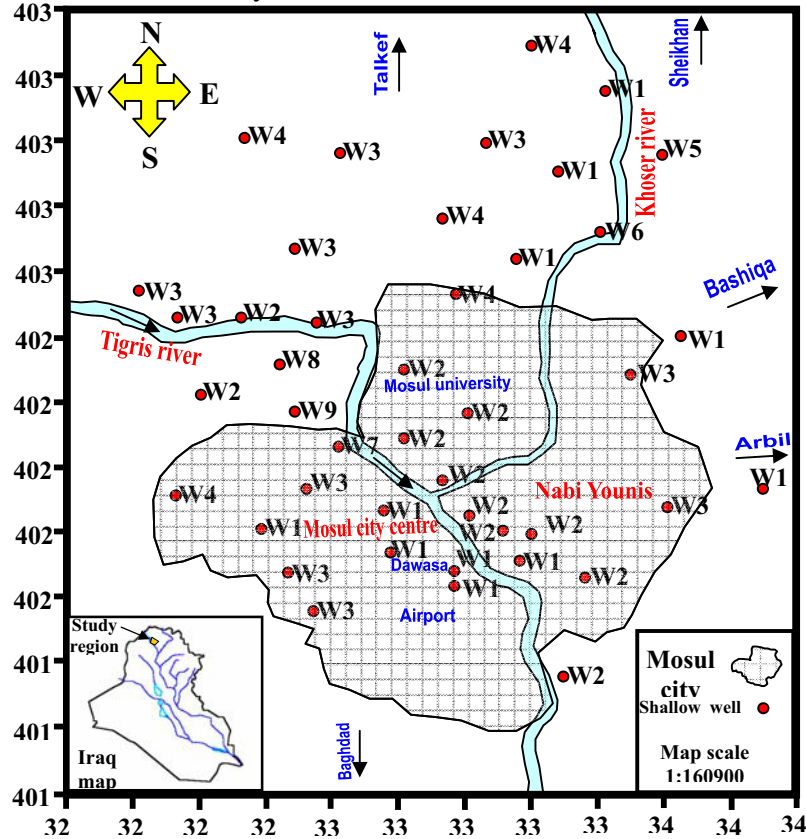 403
N
W4
W1
Talkef
Sheikhan
W
E
403
S
W4
W3
W3
W1
W5
Khoser river
403
W4
W6
403
W3
W1
403
W3
W4
Bashiqa
W3
W2
W3
Tigris river
402
W1
W8
W2
Mosul university
W3
W2
402
W9
W2
W2
W7
Arbil
402
W2
W1
W4
W3
Nabi Younis
W3
W1
W2
Mosul city centre
W1
W2
W2
402
W1
Dawasa
W1
W1
W3
W2
402
W1
W3
Airport
Study
region
401
W2
Mosul
city
Shallow well
Baghdad
Map scale
1:160900
Iraq
map
401
401
32
32
32
32
33
33
33
33
33
34
34
34